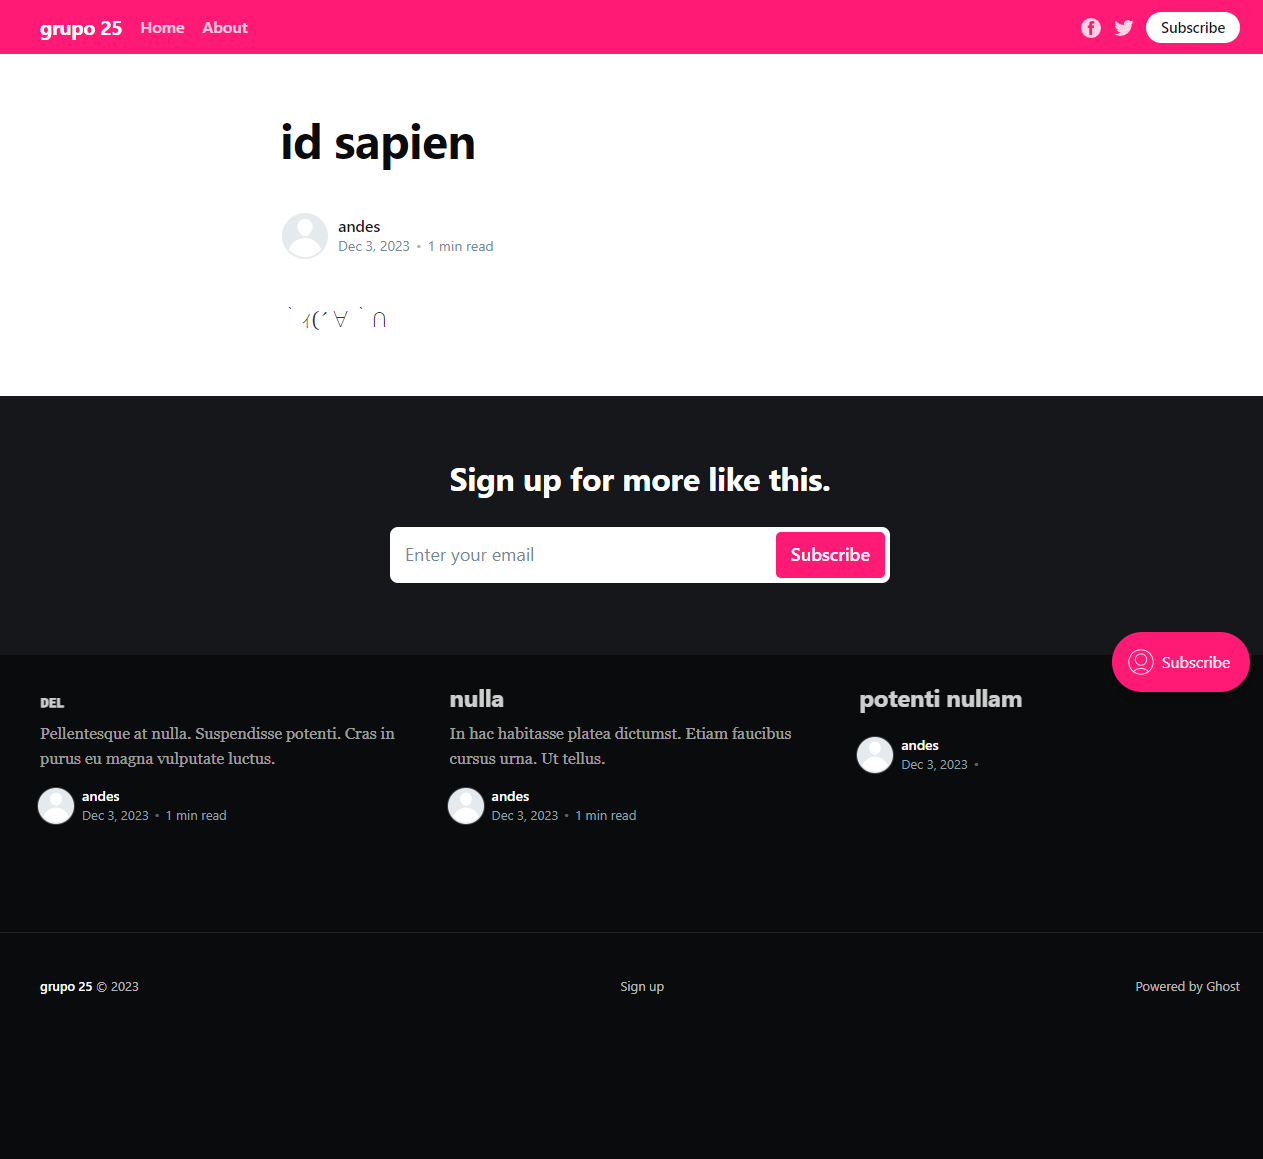 grupo 25 Home About Subscribe
id sapien
andes
Dec 3, 2023 • 1 min read
｀ｨ(´∀｀∩
Sign up for more like this.
Enter your email Subscribe
Subscribe
DEL
Pellentesque at nulla. Suspendisse potenti. Cras in
purus eu magna vulputate luctus.
andes
Dec 3, 2023 • 1 min read
nulla
In hac habitasse platea dictumst. Etiam faucibus
cursus urna. Ut tellus.
andes
Dec 3, 2023 • 1 min read
potenti nullam
andes
Dec 3, 2023 •
grupo 25 © 2023 Sign up Powered by Ghost